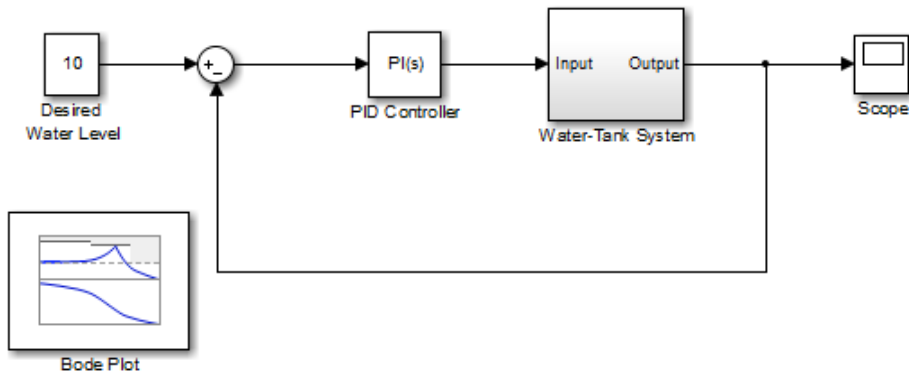 10
Desired
Water Level
+
-
PI(s)
PID Controller
Input
Output
Water-Tank System
Scope
Bode Plot